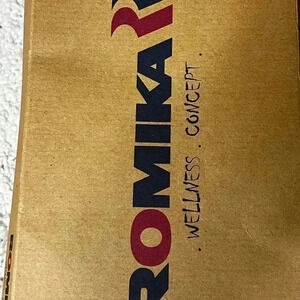 ROMIKA
. WELLNESS . CONCEPT .